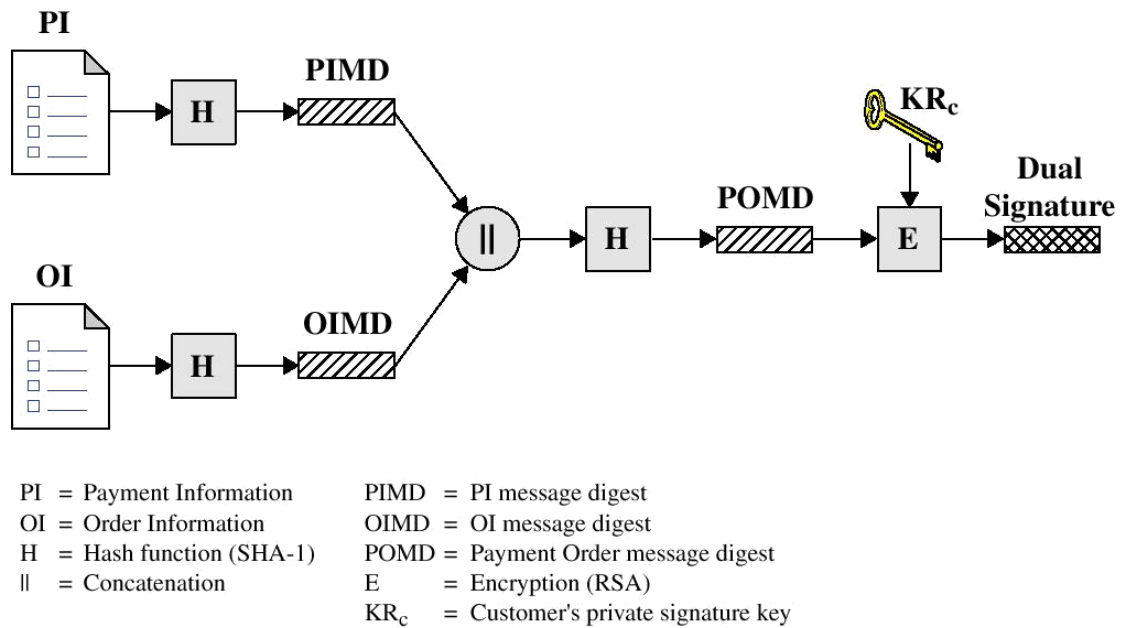 PI
PIMD
H
KRc
Dual
Signature
POMD
||
H
E
OI
OIMD
H
PI = Payment Information
OI = Order Information
H = Hash function (SHA-1)
|| = Concatenation
PIMD = PI message digest
OIMD = OI message digest
POMD = Payment Order message digest
E = Encryption (RSA)
KRc = Customer's private signature key